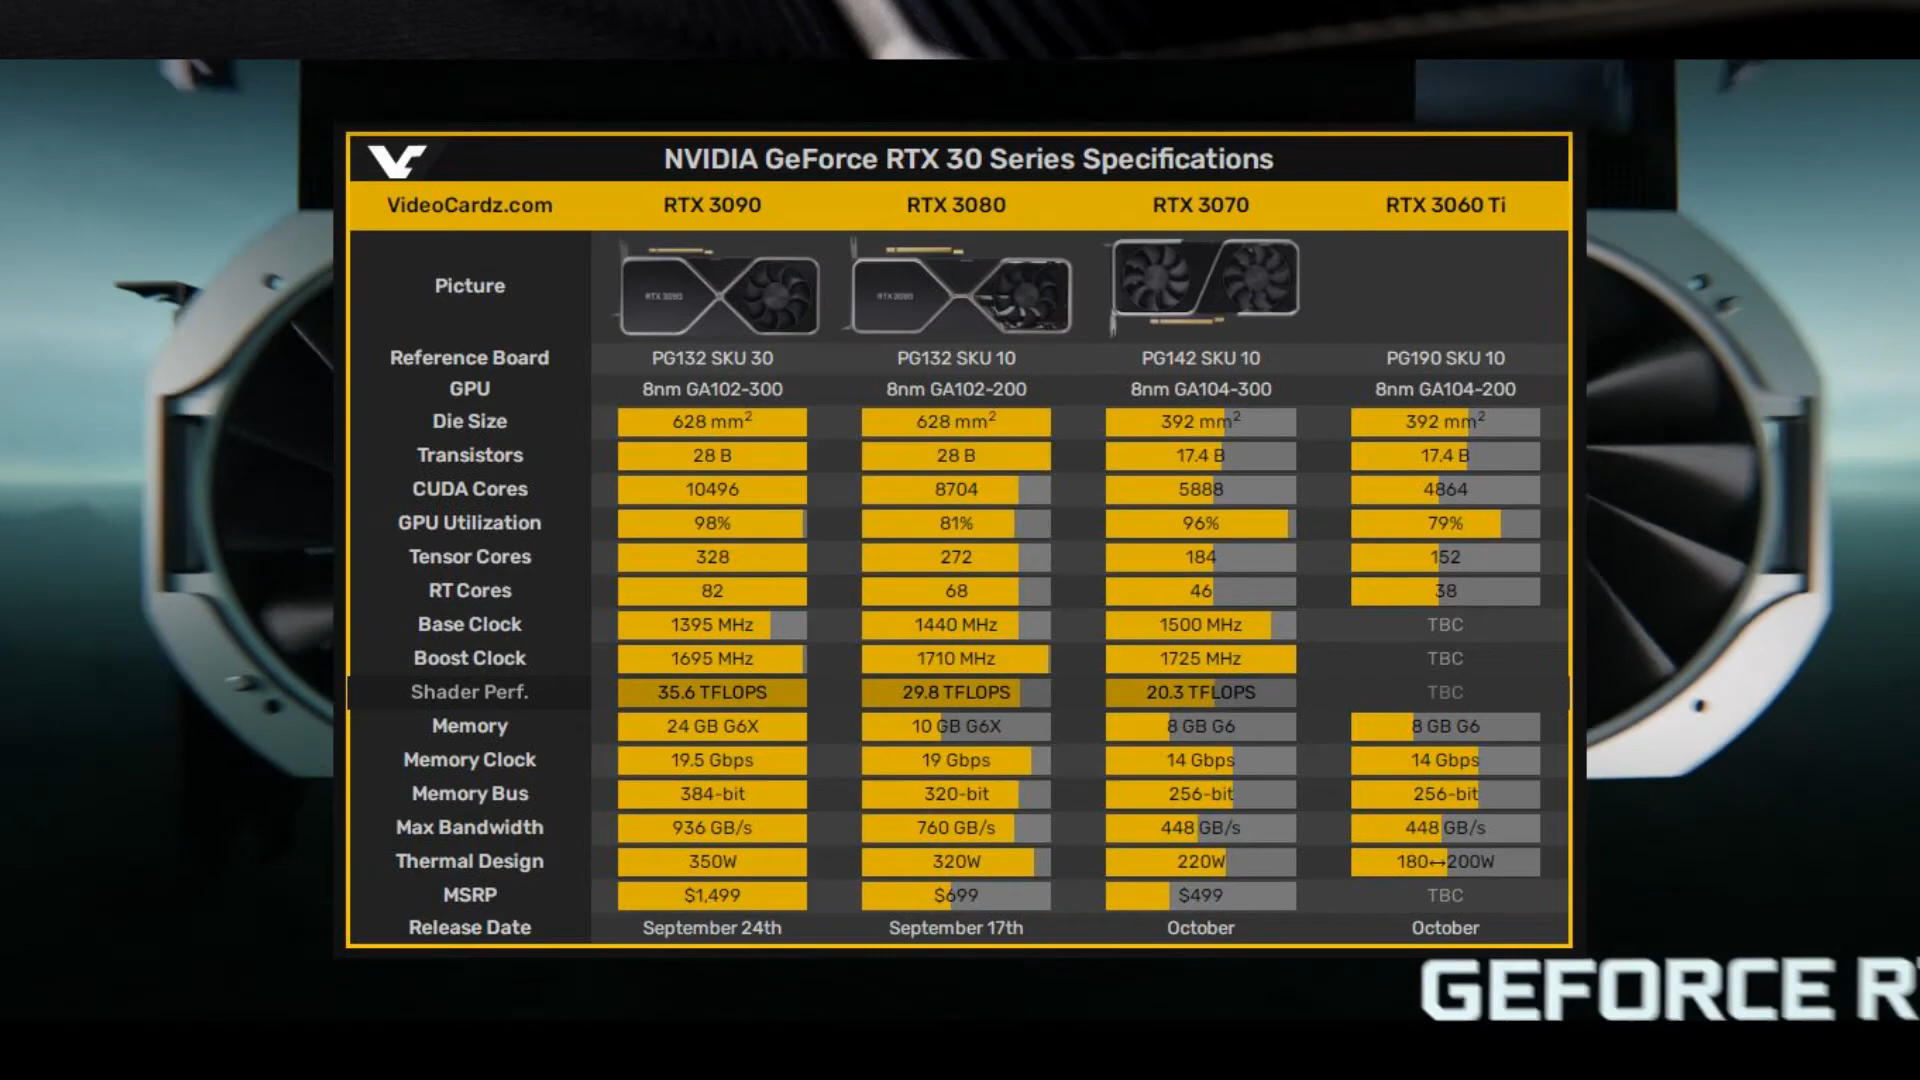 NVIDIA GeForce RTX 30 Series Specifications
VideoCardz.com RTX 3090 RTX 3080 RTX 3070 RTX 3060 Ti
Picture
RTX 3090 RTX 3080
Reference Board PG132 SKU 30 PG132 SKU 10 PG142 SKU 10 PG190 SKU 10
GPU 8nm GA102-300 8nm GA102-200 8nm GA104-300 8nm GA104-200
Die Size 628 mm² 628 mm² 392 mm² 392 mm²
Transistors 28 B 28 B 17.4 B 17.4 B
CUDA Cores 10496 8704 5888 4864
GPU Utilization 98% 81% 96% 79%
Tensor Cores 328 272 184 152
RT Cores 82 68 46 38
Base Clock 1395 MHz 1440 MHz 1500 MHz TBC
Boost Clock 1695 MHz 1710 MHz 1725 MHz TBC
Shader Perf. 35.6 TFLOPS 29.8 TFLOPS 20.3 TFLOPS TBC
Memory 24 GB G6X 10 GB G6X 8 GB G6 8 GB G6
Memory Clock 19.5 Gbps 19 Gbps 14 Gbps 14 Gbps
Memory Bus 384-bit 320-bit 256-bit 256-bit
Max Bandwidth 936 GB/s 760 GB/s 448 GB/s 448 GB/s
Thermal Design 350W 320W 220W 180↔200W
MSRP $1,499 $699 $499 TBC
Release Date September 24th September 17th October October
GEFORCE R